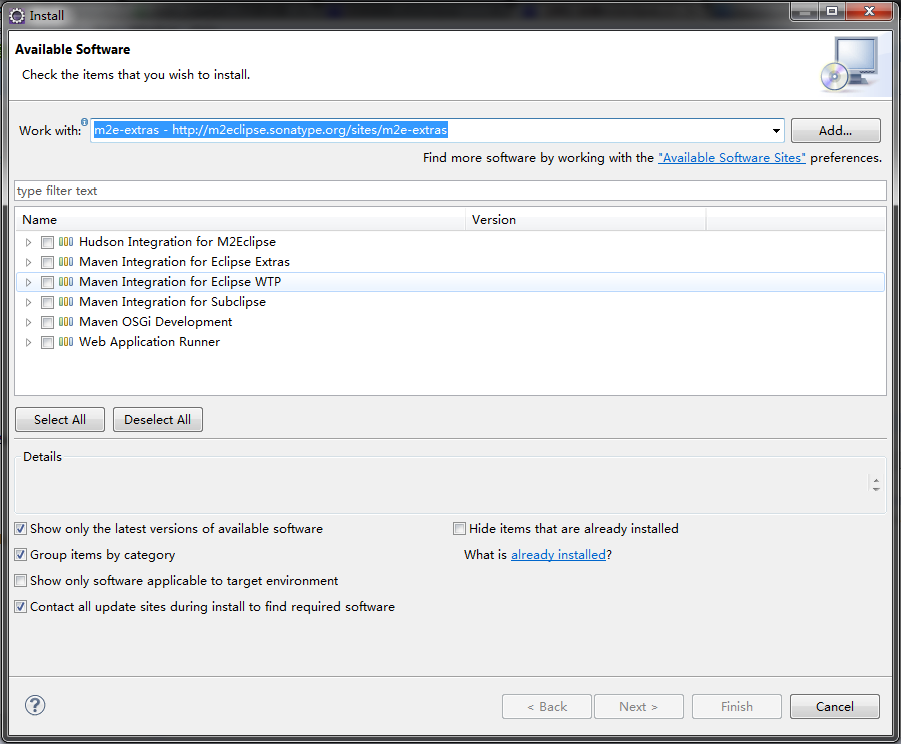 Install
Available Software
Check the items that you wish to install.
Work with: m2e-extras - http://m2eclipse.sonatype.org/sites/m2e-extras Add...
Find more software by working with the "Available Software Sites" preferences.
type filter text
Name Version
Hudson Integration for M2Eclipse
Maven Integration for Eclipse Extras
Maven Integration for Eclipse WTP
Maven Integration for Subclipse
Maven OSGi Development
Web Application Runner
Select All Deselect All
Details
Show only the latest versions of available software Hide items that are already installed
Group items by category What is already installed?
Show only software applicable to target environment
Contact all update sites during install to find required software
? < Back Next > Finish Cancel